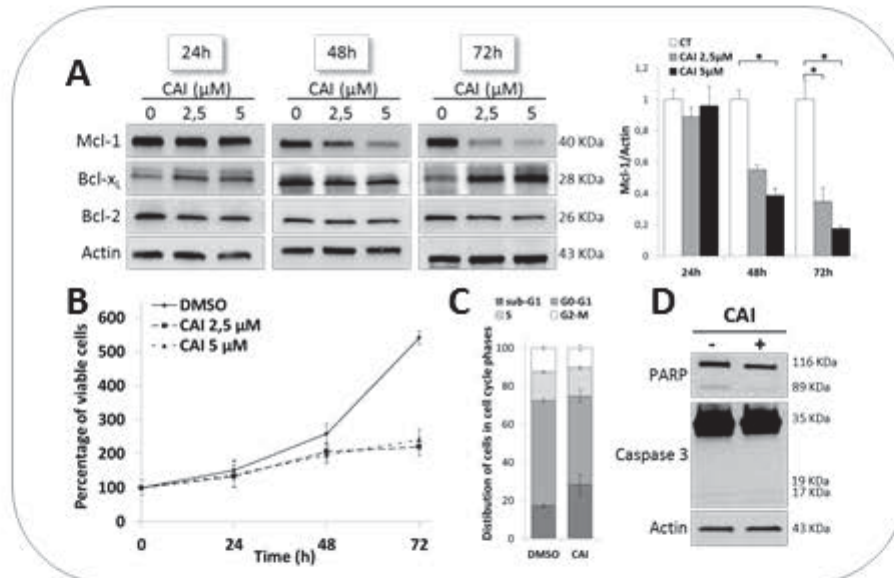 A
24h
48h
72h
CAI (µM)
CAI (µM)
CAI (µM)
0 2,5 5
0 2,5 5
0 2,5 5
Mcl-1
40 KDa
Bcl-xL
28 KDa
Bcl-2
26 KDa
Actin
43 KDa
CT
CAI 2,5µM
CAI 5µM
*
*
*
Mcl-1/Actin
1,2
1
0,8
0,6
0,4
0,2
0
24h 48h 72h
B
DMSO
CAI 2,5 µM
CAI 5 µM
Percentage of viable cells
600
500
400
300
200
100
0
0 24 48 72
Time (h)
C
sub-G1 G0-G1
S G2-M
Distibution of cells in cell cycle phases
100
80
60
40
20
0
DMSO CAI
D
CAI
- +
PARP
116 KDa
89 KDa
35 KDa
Caspase 3
19 KDa
17 KDa
Actin
43 KDa